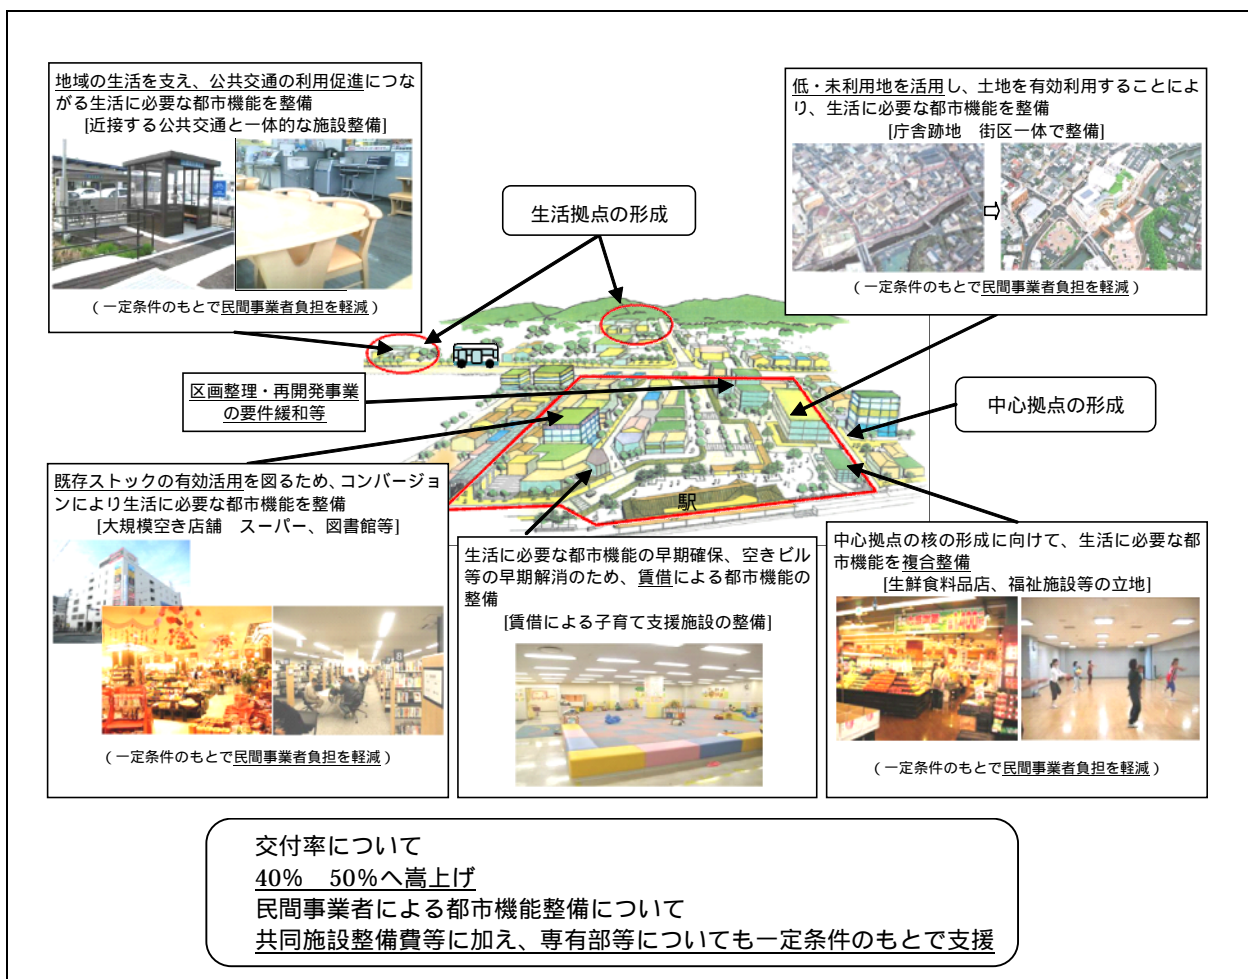 地域の生活を支え、公共交通の利用促進につな
がる生活に必要な都市機能を整備
[近接する公共交通と一体的な施設整備]
（一定条件のもとで民間事業者負担を軽減）
生活拠点の形成
低・未利用地を活用し、土地を有効利用することによ
り、生活に必要な都市機能を整備
[庁舎跡地　街区一体で整備]
⇨
（一定条件のもとで民間事業者負担を軽減）
区画整理・再開発事業
の要件緩和等
中心拠点の形成
駅
既存ストックの有効活用を図るため、コンバージョ
ンにより生活に必要な都市機能を整備
[大規模空き店舗　スーパー、図書館等]
（一定条件のもとで民間事業者負担を軽減）
生活に必要な都市機能の早期確保、空きビル
等の早期解消のため、賃借による都市機能の
整備
[賃借による子育て支援施設の整備]
中心拠点の核の形成に向けて、生活に必要な都
市機能を複合整備
[生鮮食料品店、福祉施設等の立地]
（一定条件のもとで民間事業者負担を軽減）
交付率について
40%　50%へ嵩上げ
民間事業者による都市機能整備について
共同施設整備費等に加え、専有部等についても一定条件のもとで支援